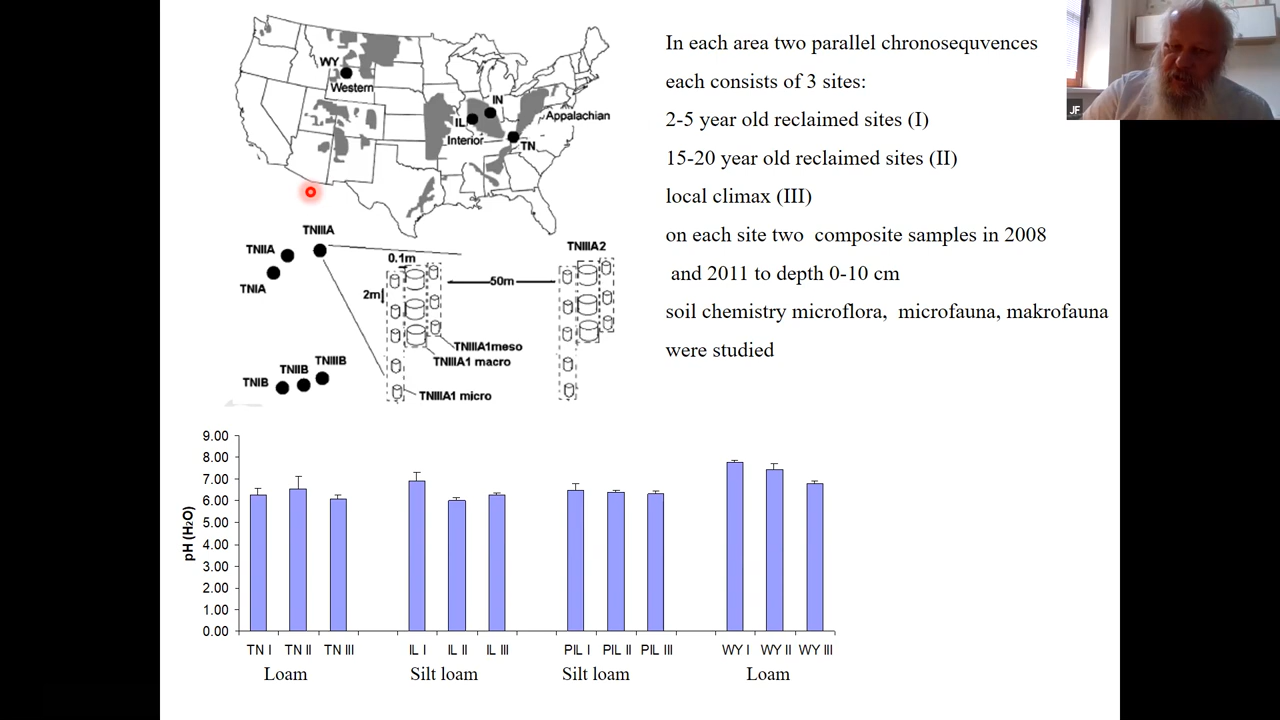 In each area two parallel chronosequvences
each consists of 3 sites:
2-5 year old reclaimed sites (I)
15-20 year old reclaimed sites (II)
local climax (III)
on each site two composite samples in 2008
and 2011 to depth 0-10 cm
soil chemistry microflora, microfauna, makrofauna
were studied
WY
Western
IN
IL
Appalachian
Interior
TN
JF
TNIIIA
TNIIA
TNIA
TNIIIB
TNIIB
TNIB
0.1m
2m
50m
TNIIIA2
TNIIIA1meso
TNIIIA1 macro
TNIIIA1 micro
9.00
8.00
7.00
6.00
5.00
4.00
3.00
2.00
1.00
0.00
pH (H2O)
TN I TN II TN III IL I IL II IL III PIL I PIL II PIL III WY I WY II WY III
Loam Silt loam Silt loam Loam